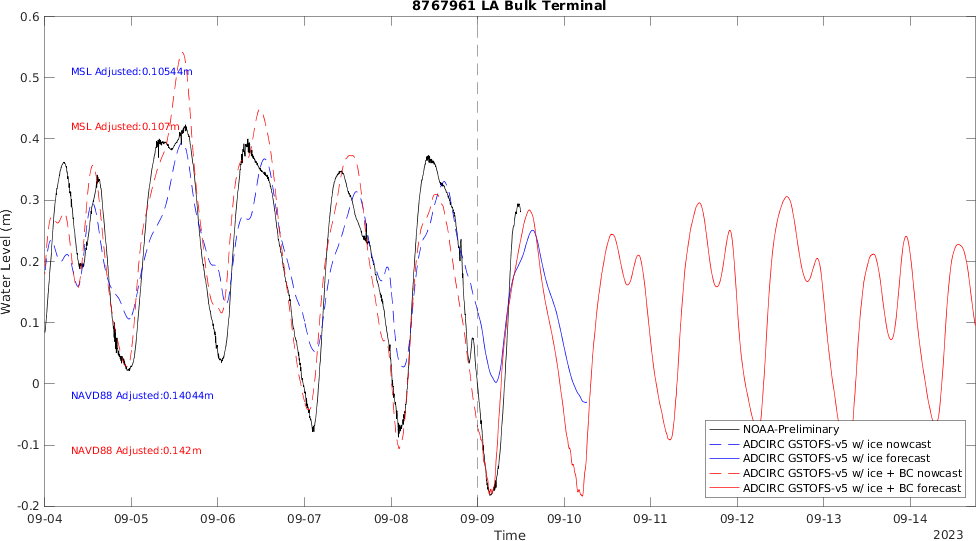 8767961 LA Bulk Terminal
0.6
0.5
0.4
0.3
0.2
0.1
0
-0.1
-0.2
Water Level (m)
MSL Adjusted:0.10544m
MSL Adjusted:0.107m
NAVD88 Adjusted:0.14044m
NAVD88 Adjusted:0.142m
NOAA-Preliminary
ADCIRC GSTOFS-v5 w/ ice nowcast
ADCIRC GSTOFS-v5 w/ ice forecast
ADCIRC GSTOFS-v5 w/ ice + BC nowcast
ADCIRC GSTOFS-v5 w/ ice + BC forecast
09-04 09-05 09-06 09-07 09-08 09-09 09-10 09-11 09-12 09-13 09-14
Time
2023